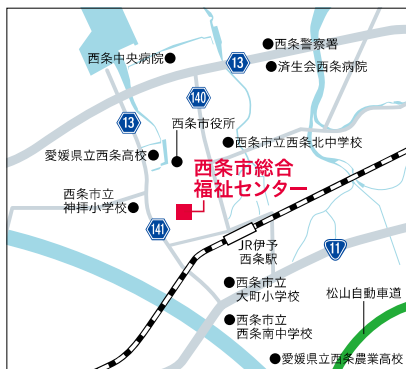 西条警察署
西条中央病院
13
済生会西条病院
140
13
西条市役所
西条市立西条北中学校
愛媛県立西条高校
西条市総合
福祉センター
西条市立
神拝小学校
141
JR伊予
西条駅
11
西条市立
大町小学校
松山自動車道
西条市立
西条南中学校
愛媛県立西条農業高校